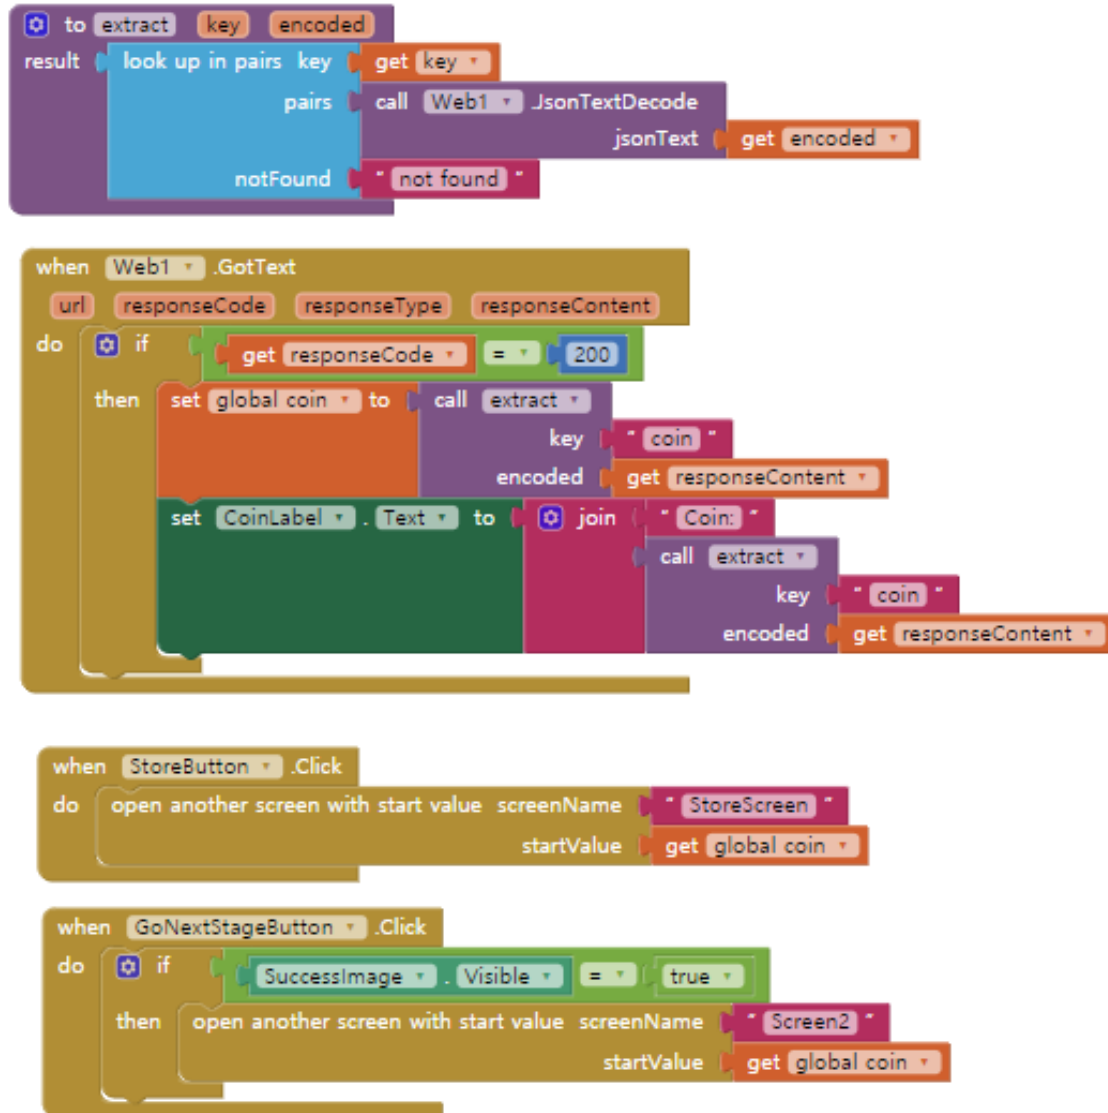 to extract key encoded
result look up in pairs key get key
pairs call Web1 .JsonTextDecode
jsonText get encoded
notFound " not found "
when Web1 .GotText
url responseCode responseType responseContent
do if get responseCode = 200
then set global coin to call extract
key " coin "
encoded get responseContent
set CoinLabel . Text to join " Coin: "
call extract
key " coin "
encoded get responseContent
when StoreButton .Click
do open another screen with start value screenName " StoreScreen "
startValue get global coin
when GoNextStageButton .Click
do if SuccessImage . Visible = true
then open another screen with start value screenName " Screen2 "
startValue get global coin